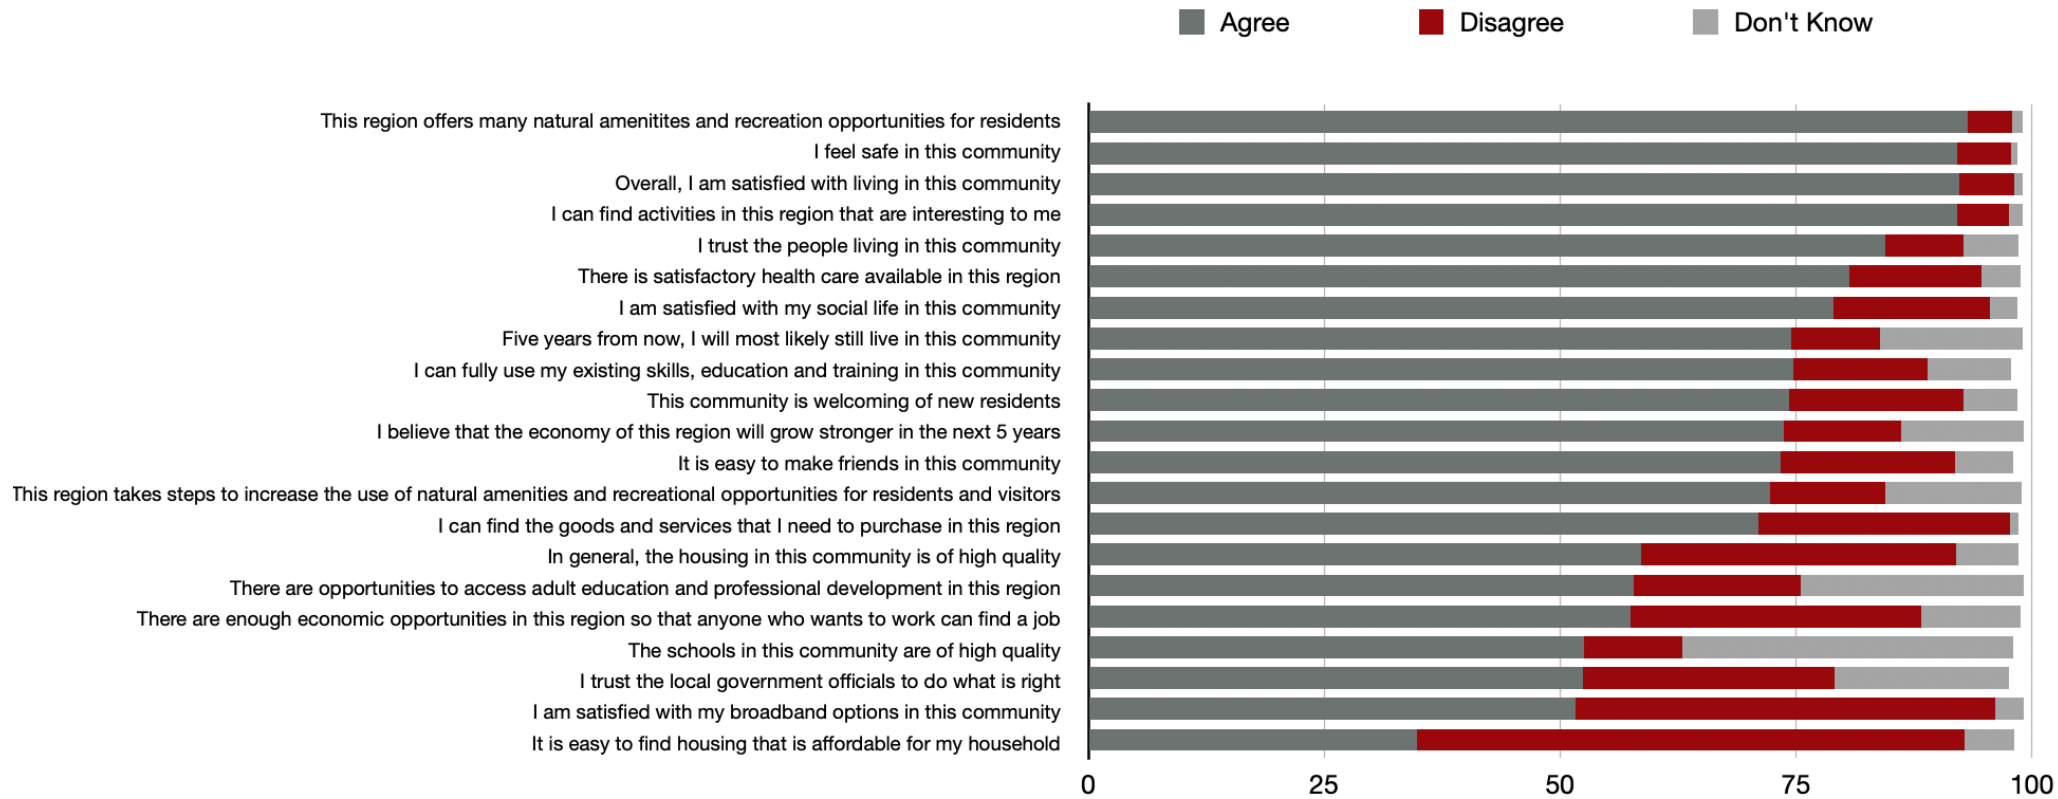 Agree Disagree Don't Know
This region offers many natural amenitites and recreation opportunities for residents
I feel safe in this community
Overall, I am satisfied with living in this community
I can find activities in this region that are interesting to me
I trust the people living in this community
There is satisfactory health care available in this region
I am satisfied with my social life in this community
Five years from now, I will most likely still live in this community
I can fully use my existing skills, education and training in this community
This community is welcoming of new residents
I believe that the economy of this region will grow stronger in the next 5 years
It is easy to make friends in this community
This region takes steps to increase the use of natural amenities and recreational opportunities for residents and visitors
I can find the goods and services that I need to purchase in this region
In general, the housing in this community is of high quality
There are opportunities to access adult education and professional development in this region
There are enough economic opportunities in this region so that anyone who wants to work can find a job
The schools in this community are of high quality
I trust the local government officials to do what is right
I am satisfied with my broadband options in this community
It is easy to find housing that is affordable for my household
0 25 50 75 100